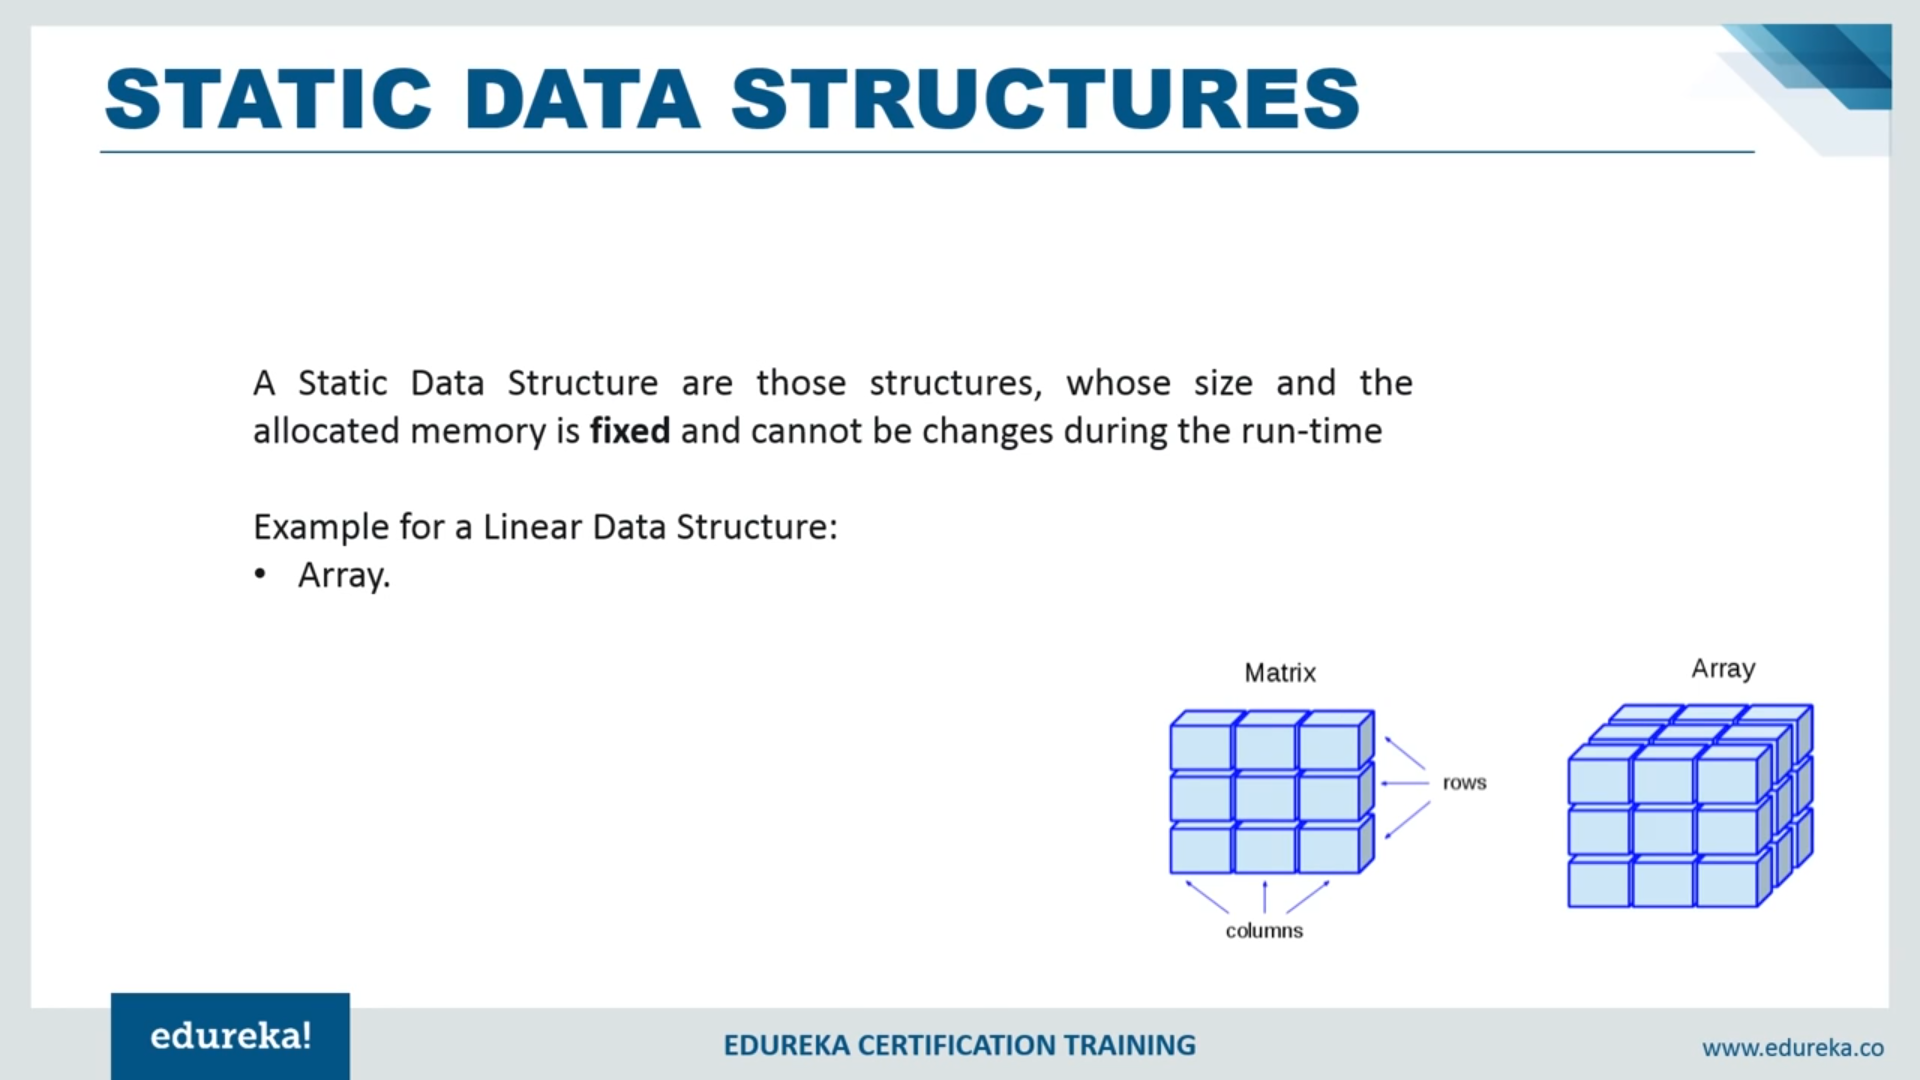 STATIC DATA STRUCTURES
A Static Data Structure are those structures, whose size and the
allocated memory is fixed and cannot be changes during the run-time
Example for a Linear Data Structure:
• Array.
Matrix
Array
rows
columns
edureka!
EDUREKA CERTIFICATION TRAINING
www.edureka.co